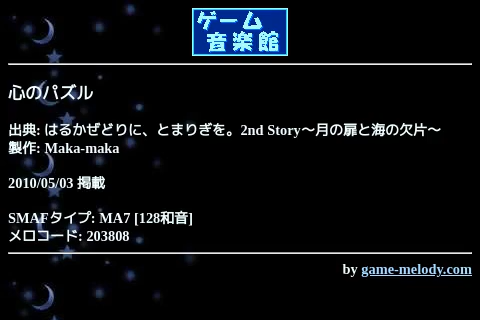 ゲーム
音楽館
心のパズル
出典: はるかぜどりに、とまりぎを。2nd Story～月の扉と海の欠片～
製作: Maka-maka
2010/05/03 掲載
SMAFタイプ: MA7 [128和音]
メロコード: 203808
by game-melody.com